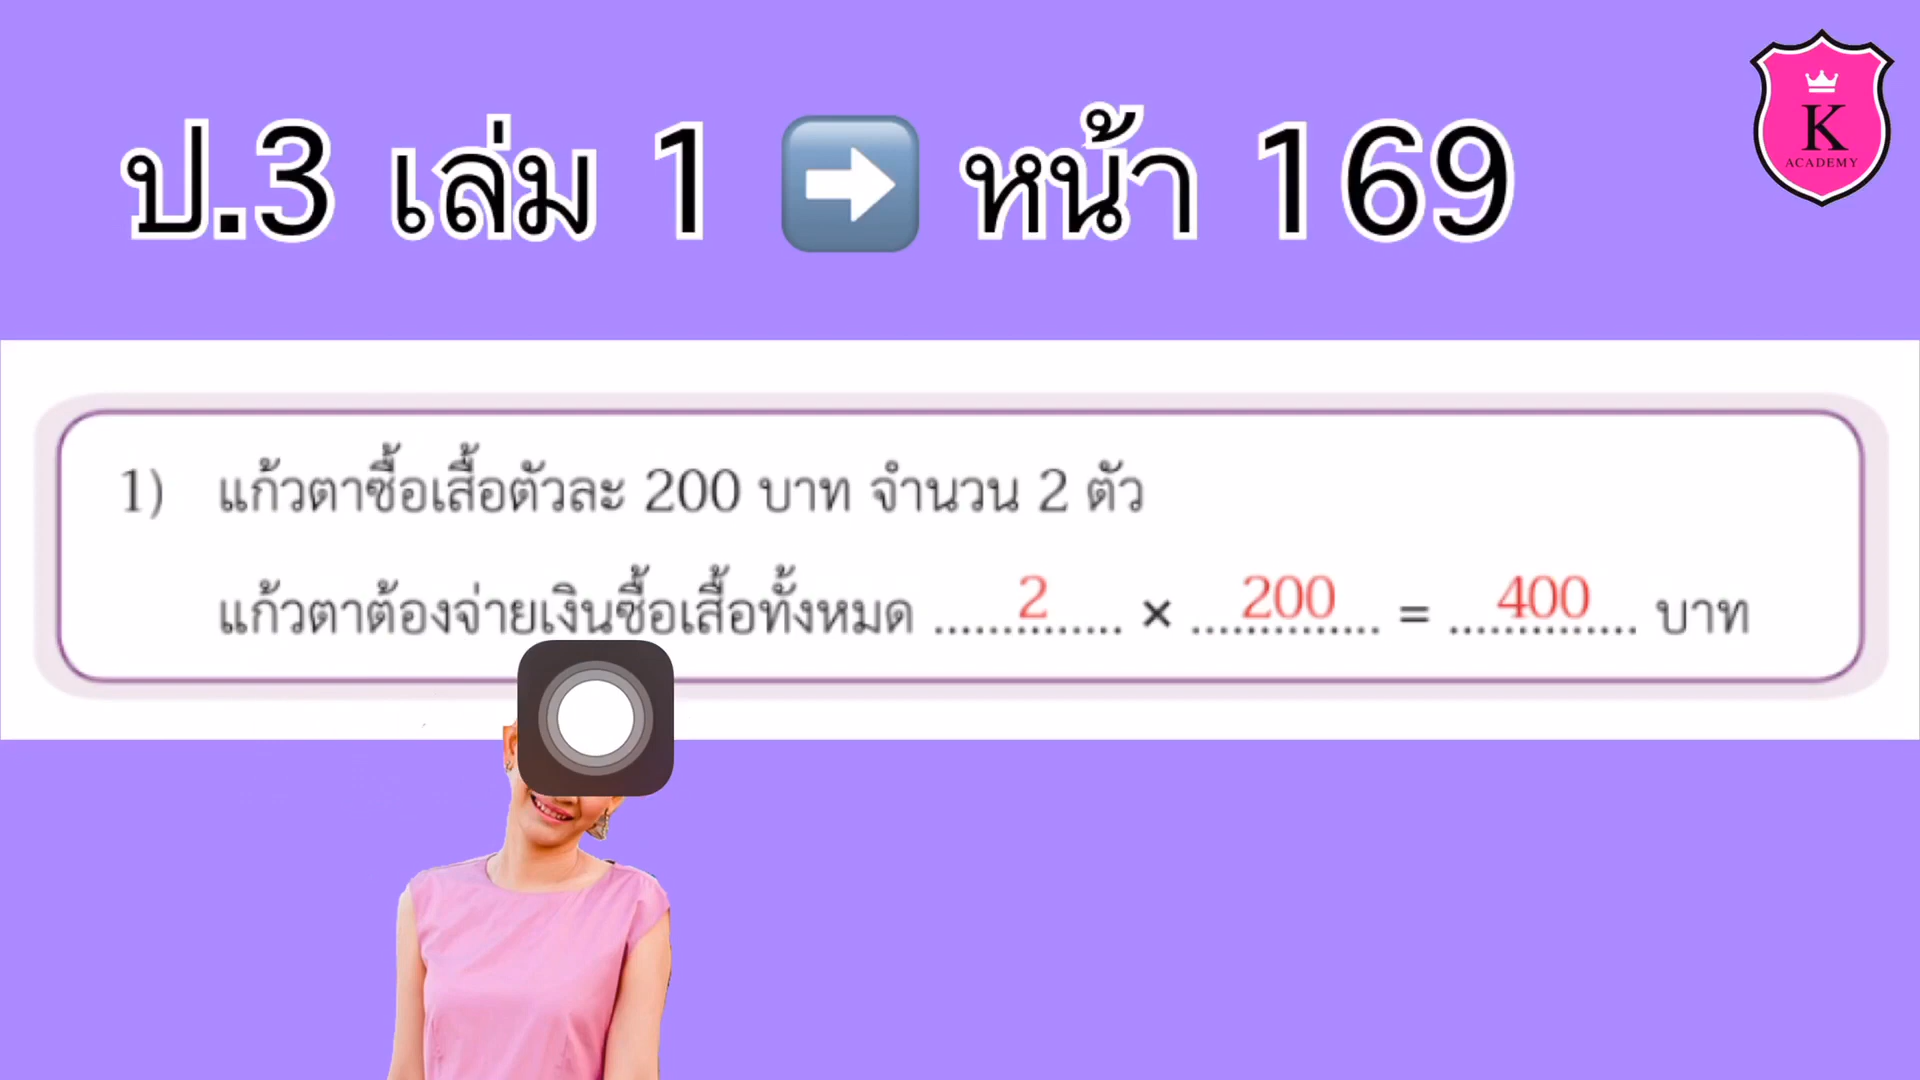 ป.3 เล่ม 1 ➡ หน้า 169
K
ACADEMY
1) แก้วตาซื้อเสื้อตัวละ 200 บาท จำนวน 2 ตัว
แก้วตาต้องจ่ายเงินซื้อเสื้อทั้งหมด ..............2.............. × ..............200.............. = ..............400.............. บาท